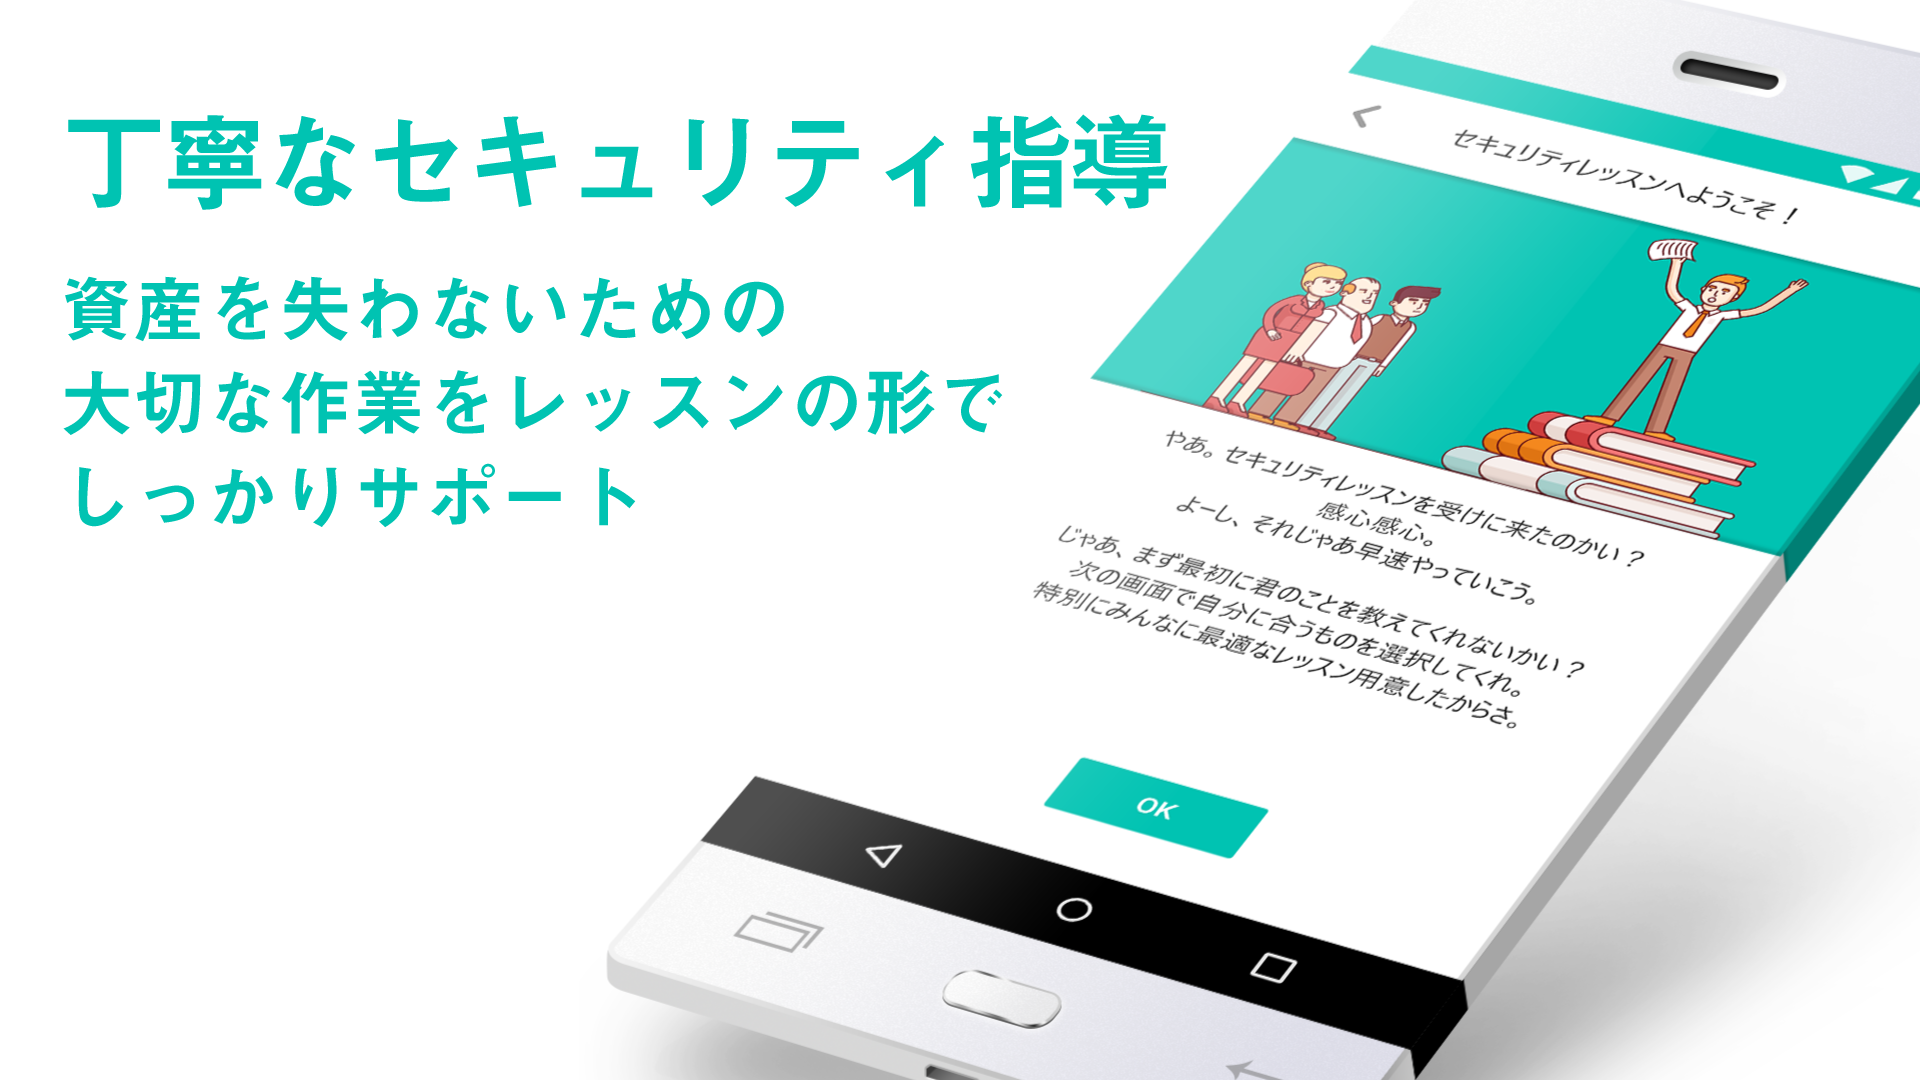 丁寧なセキュリティ指導
資産を失わないための
大切な作業をレッスンの形で
しっかりサポート
セキュリティレッスンへようこそ！
やあ。セキュリティレッスンを受けに来たのかい？
感心感心。
よーし、それじゃあ早速やっていこう。
じゃあ、まず最初に君のことを教えてくれないかい？
次の画面で自分に合うものを選択してくれ。
特別にみんなに最適なレッスン用意したからさ。
OK